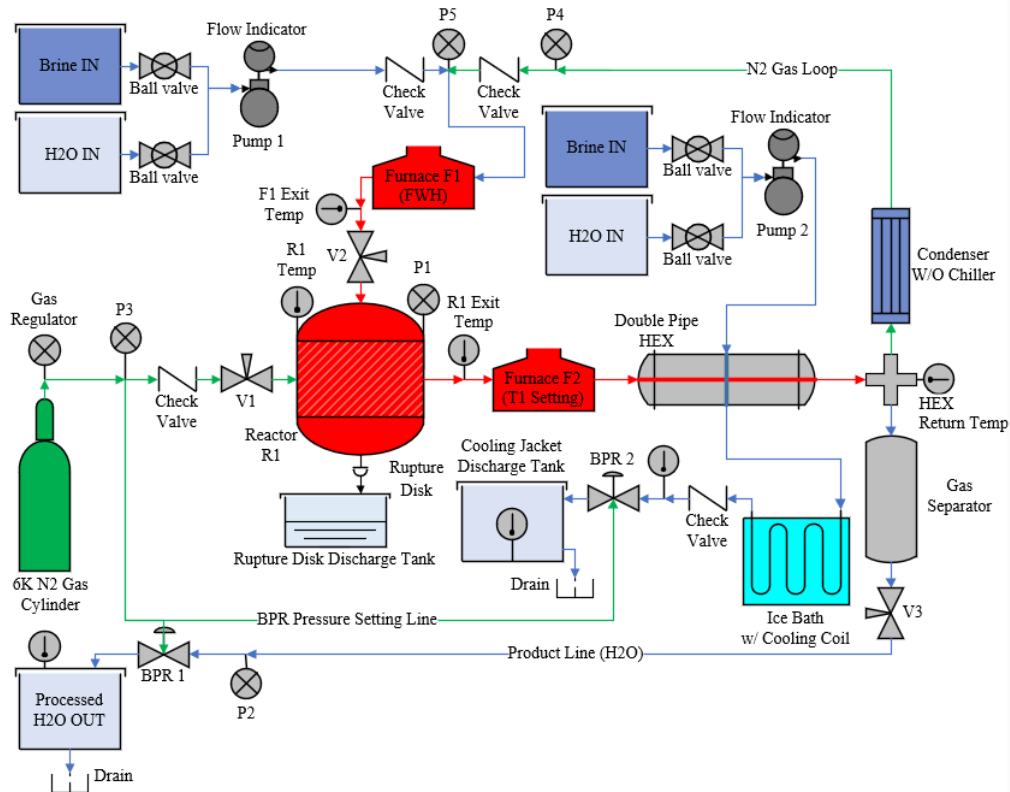 P5
P4
Flow Indicator
Brine IN
Ball valve
Check
Valve
Check
Valve
N2 Gas Loop
Pump 1
H2O IN
Ball valve
Flow Indicator
Brine IN
Ball valve
Furnace F1
(FWH)
F1 Exit
Temp
H2O IN
Ball valve
Pump 2
Condenser
W/O Chiller
V2
R1
Temp
P1
Gas
Regulator
P3
R1 Exit
Temp
Double Pipe
HEX
Check
Valve
V1
Furnace F2
(T1 Setting)
HEX
Return Temp
Reactor
R1
Rupture
Disk
Cooling Jacket
Discharge Tank
BPR 2
Check
Valve
Gas
Separator
Rupture Disk Discharge Tank
Drain
6K N2 Gas
Cylinder
BPR Pressure Setting Line
Ice Bath
w/ Cooling Coil
V3
BPR 1
Product Line (H2O)
P2
Processed
H2O OUT
Drain